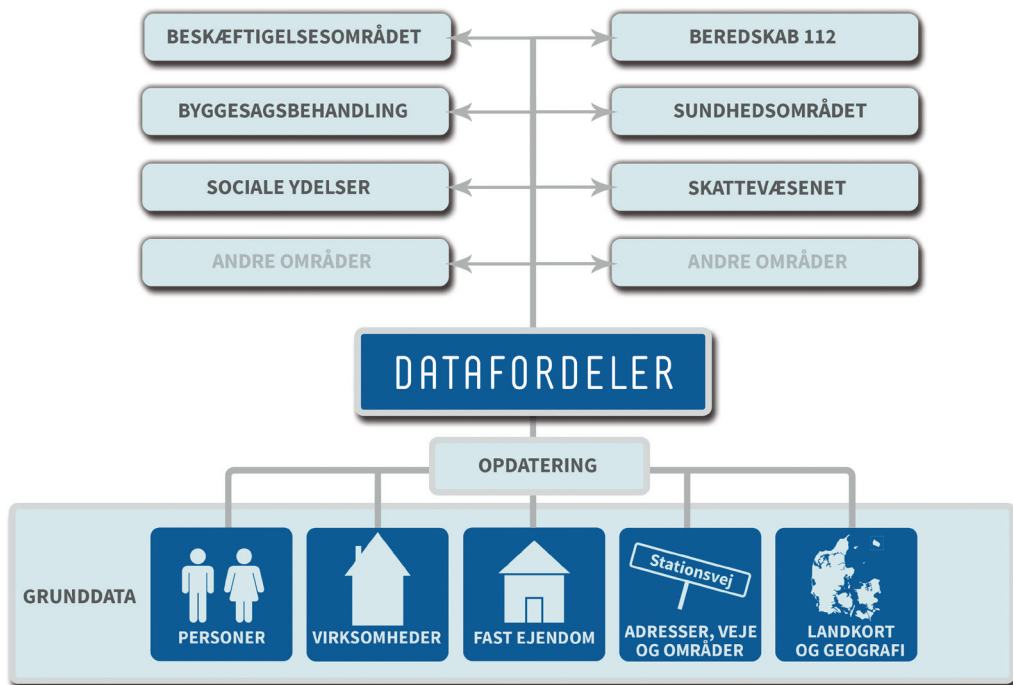 BESKÆFTIGELSESOMRÅDET
BEREDSKAB 112
BYGGESAGSBEHANDLING
SUNDHEDSOMRÅDET
SOCIALE YDELSER
SKATTEVÆSENET
ANDRE OMRÅDER
ANDRE OMRÅDER
DATAFORDELER
OPDATERING
GRUNDDATA
PERSONER
VIRKSOMHEDER
FAST EJENDOM
Stationsvej
ADRESSER, VEJE
OG OMRÅDER
LANDKORT
OG GEOGRAFI